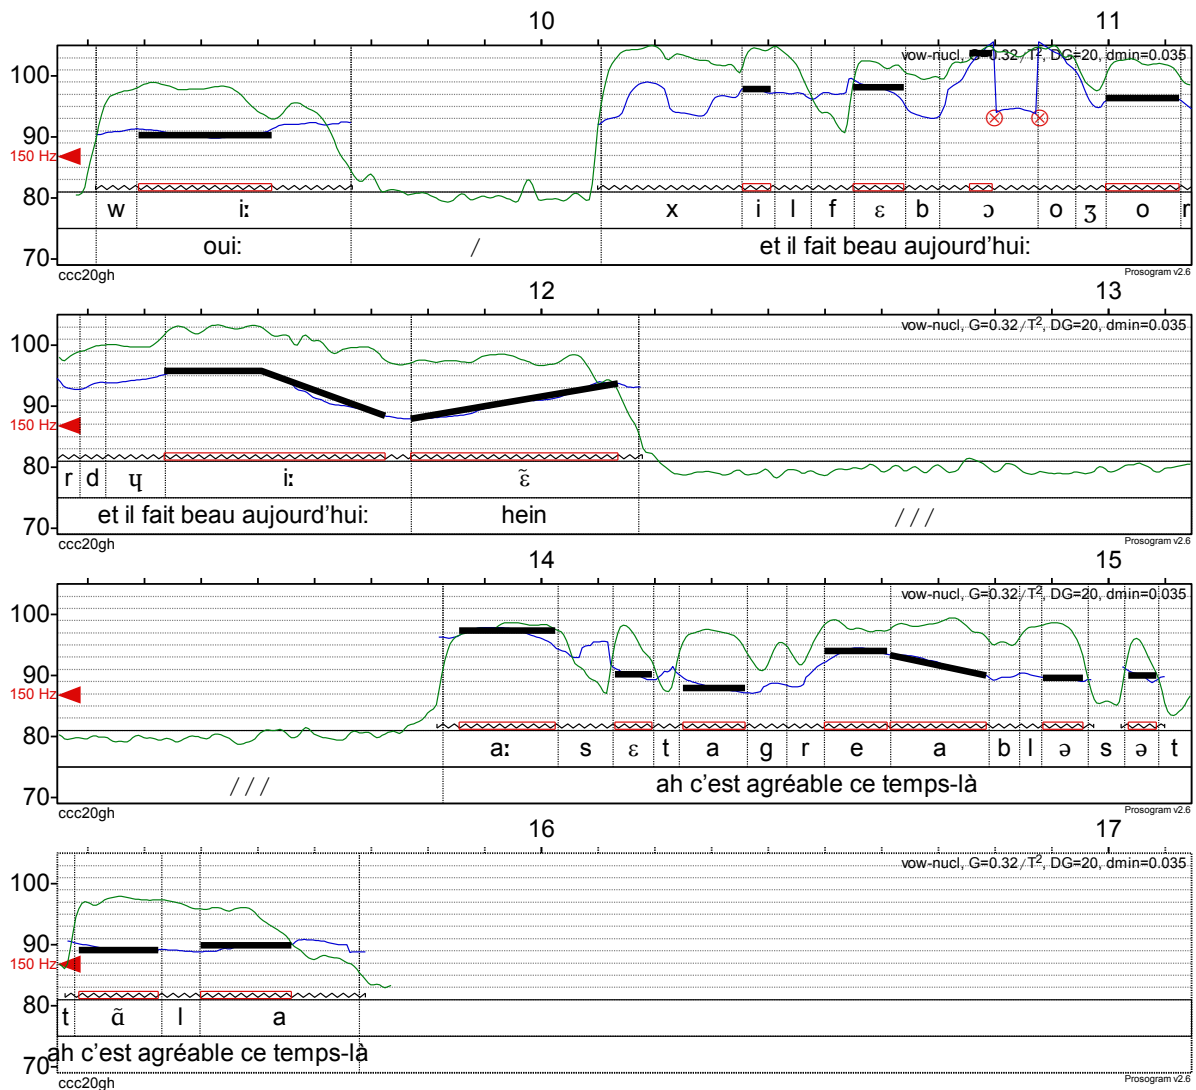 10 11
vow-nucl, G=0.32/T², DG=20, dmin=0.035
100
90
150 Hz
80
70
w iː x i l f ɛ b ɔ o ʒ o r
oui: / et il fait beau aujourd'hui:
ccc20gh Prosogram v2.6
12 13
vow-nucl, G=0.32/T², DG=20, dmin=0.035
100
90
150 Hz
80
70
r d ɥ iː ɛ̃
et il fait beau aujourd'hui: hein ///
ccc20gh Prosogram v2.6
14 15
vow-nucl, G=0.32/T², DG=20, dmin=0.035
100
90
150 Hz
80
70
aː s ɛ t a g r e a b l ə s ə t
/// ah c'est agréable ce temps-là
ccc20gh Prosogram v2.6
16 17
vow-nucl, G=0.32/T², DG=20, dmin=0.035
100
90
150 Hz
80
70
t ɑ̃ l a
ah c'est agréable ce temps-là
ccc20gh Prosogram v2.6